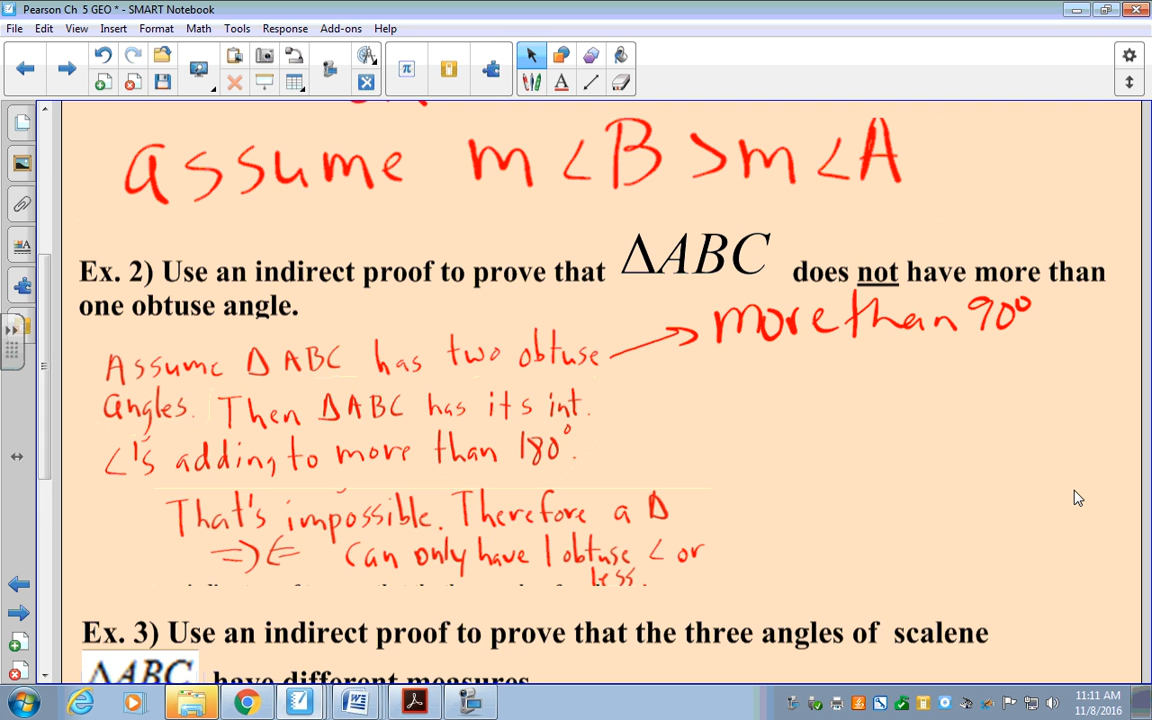 Pearson Ch 5 GEO * - SMART Notebook
File Edit View Insert Format Math Tools Response Add-ons Help
assume m<B > m<A
Ex. 2) Use an indirect proof to prove that ΔABC does not have more than
one obtuse angle.
more than 90°
Assume Δ ABC has two obtuse
angles. Then ΔABC has its int.
<'s adding to more than 180°.
That's impossible. Therefore a Δ
=><= can only have 1 obtuse < or
less.
Ex. 3) Use an indirect proof to prove that the three angles of scalene
ΔABC have different measures
11:11 AM
11/8/2016